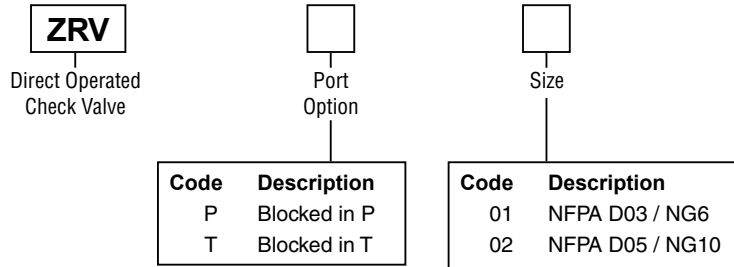 ZRV
Direct Operated
Check Valve
Port
Option
Size
Code Description
P Blocked in P
T Blocked in T
Code Description
01 NFPA D03 / NG6
02 NFPA D05 / NG10